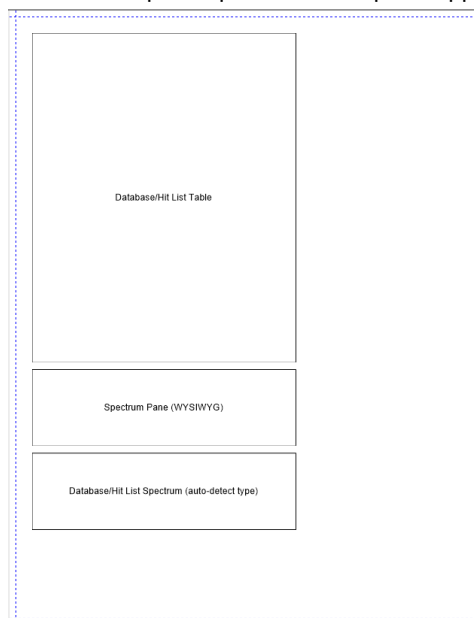 Database/Hit List Table
Spectrum Pane (WYSIWYG)
Database/Hit List Spectrum (auto-detect type)